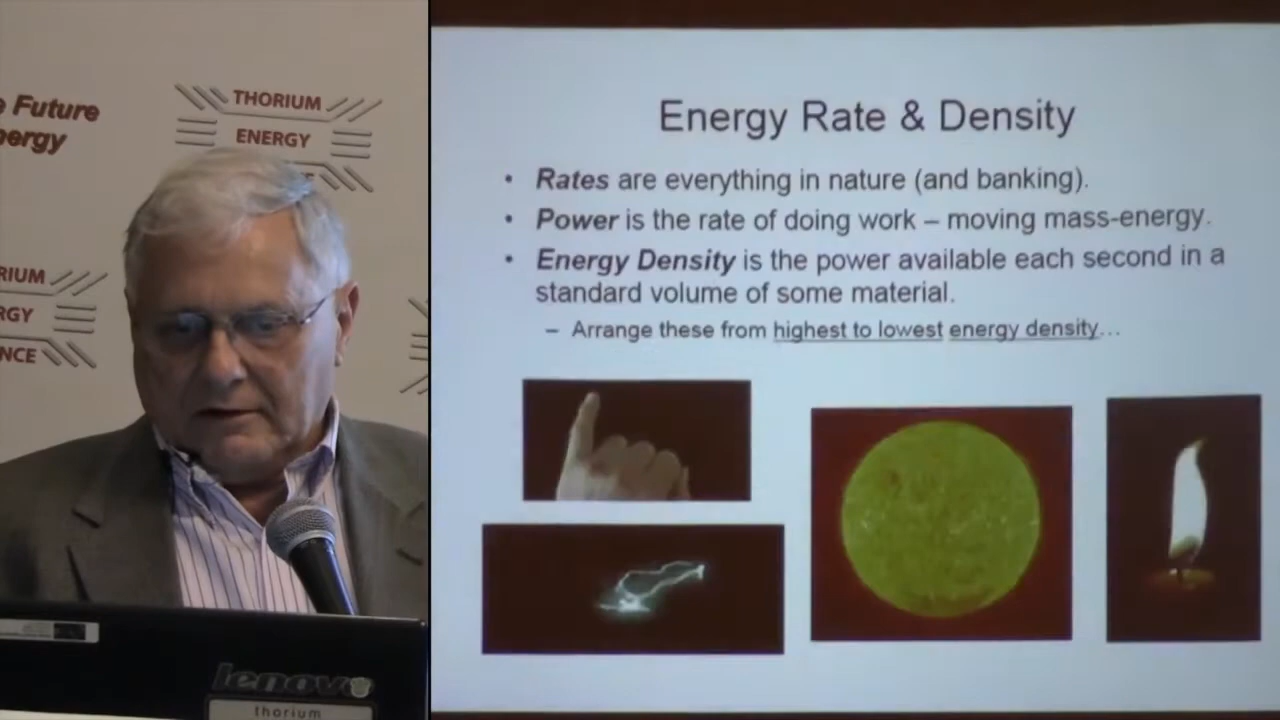 e Future
ergy
THORIUM
ENERGY
RIUM
RGY
NCE
lenovo
thorium
Energy Rate & Density
• Rates are everything in nature (and banking).
• Power is the rate of doing work – moving mass-energy.
• Energy Density is the power available each second in a
standard volume of some material.
– Arrange these from highest to lowest energy density…